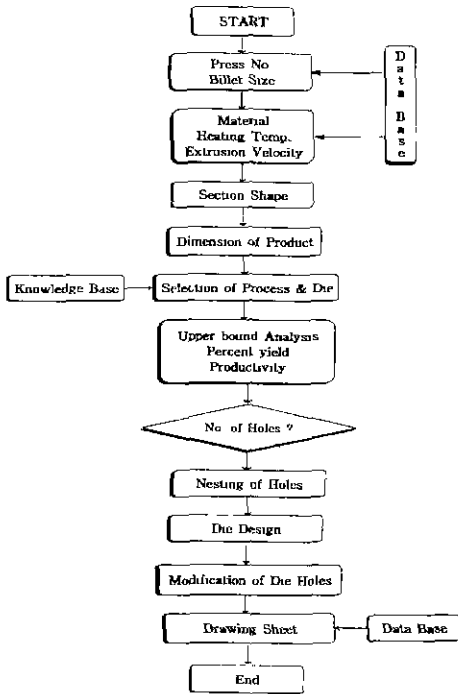 START
Press No
Billet Size
Data Base
Material
Heating Temp.
Extrusion Velocity
Section Shape
Dimension of Product
Knowledge Base
Selection of Process & Die
Upper bound Analysis
Percent yield
Productivity
No. of Holes ?
Nesting of Holes
Die Design
Modification of Die Holes
Drawing Sheet
Data Base
End